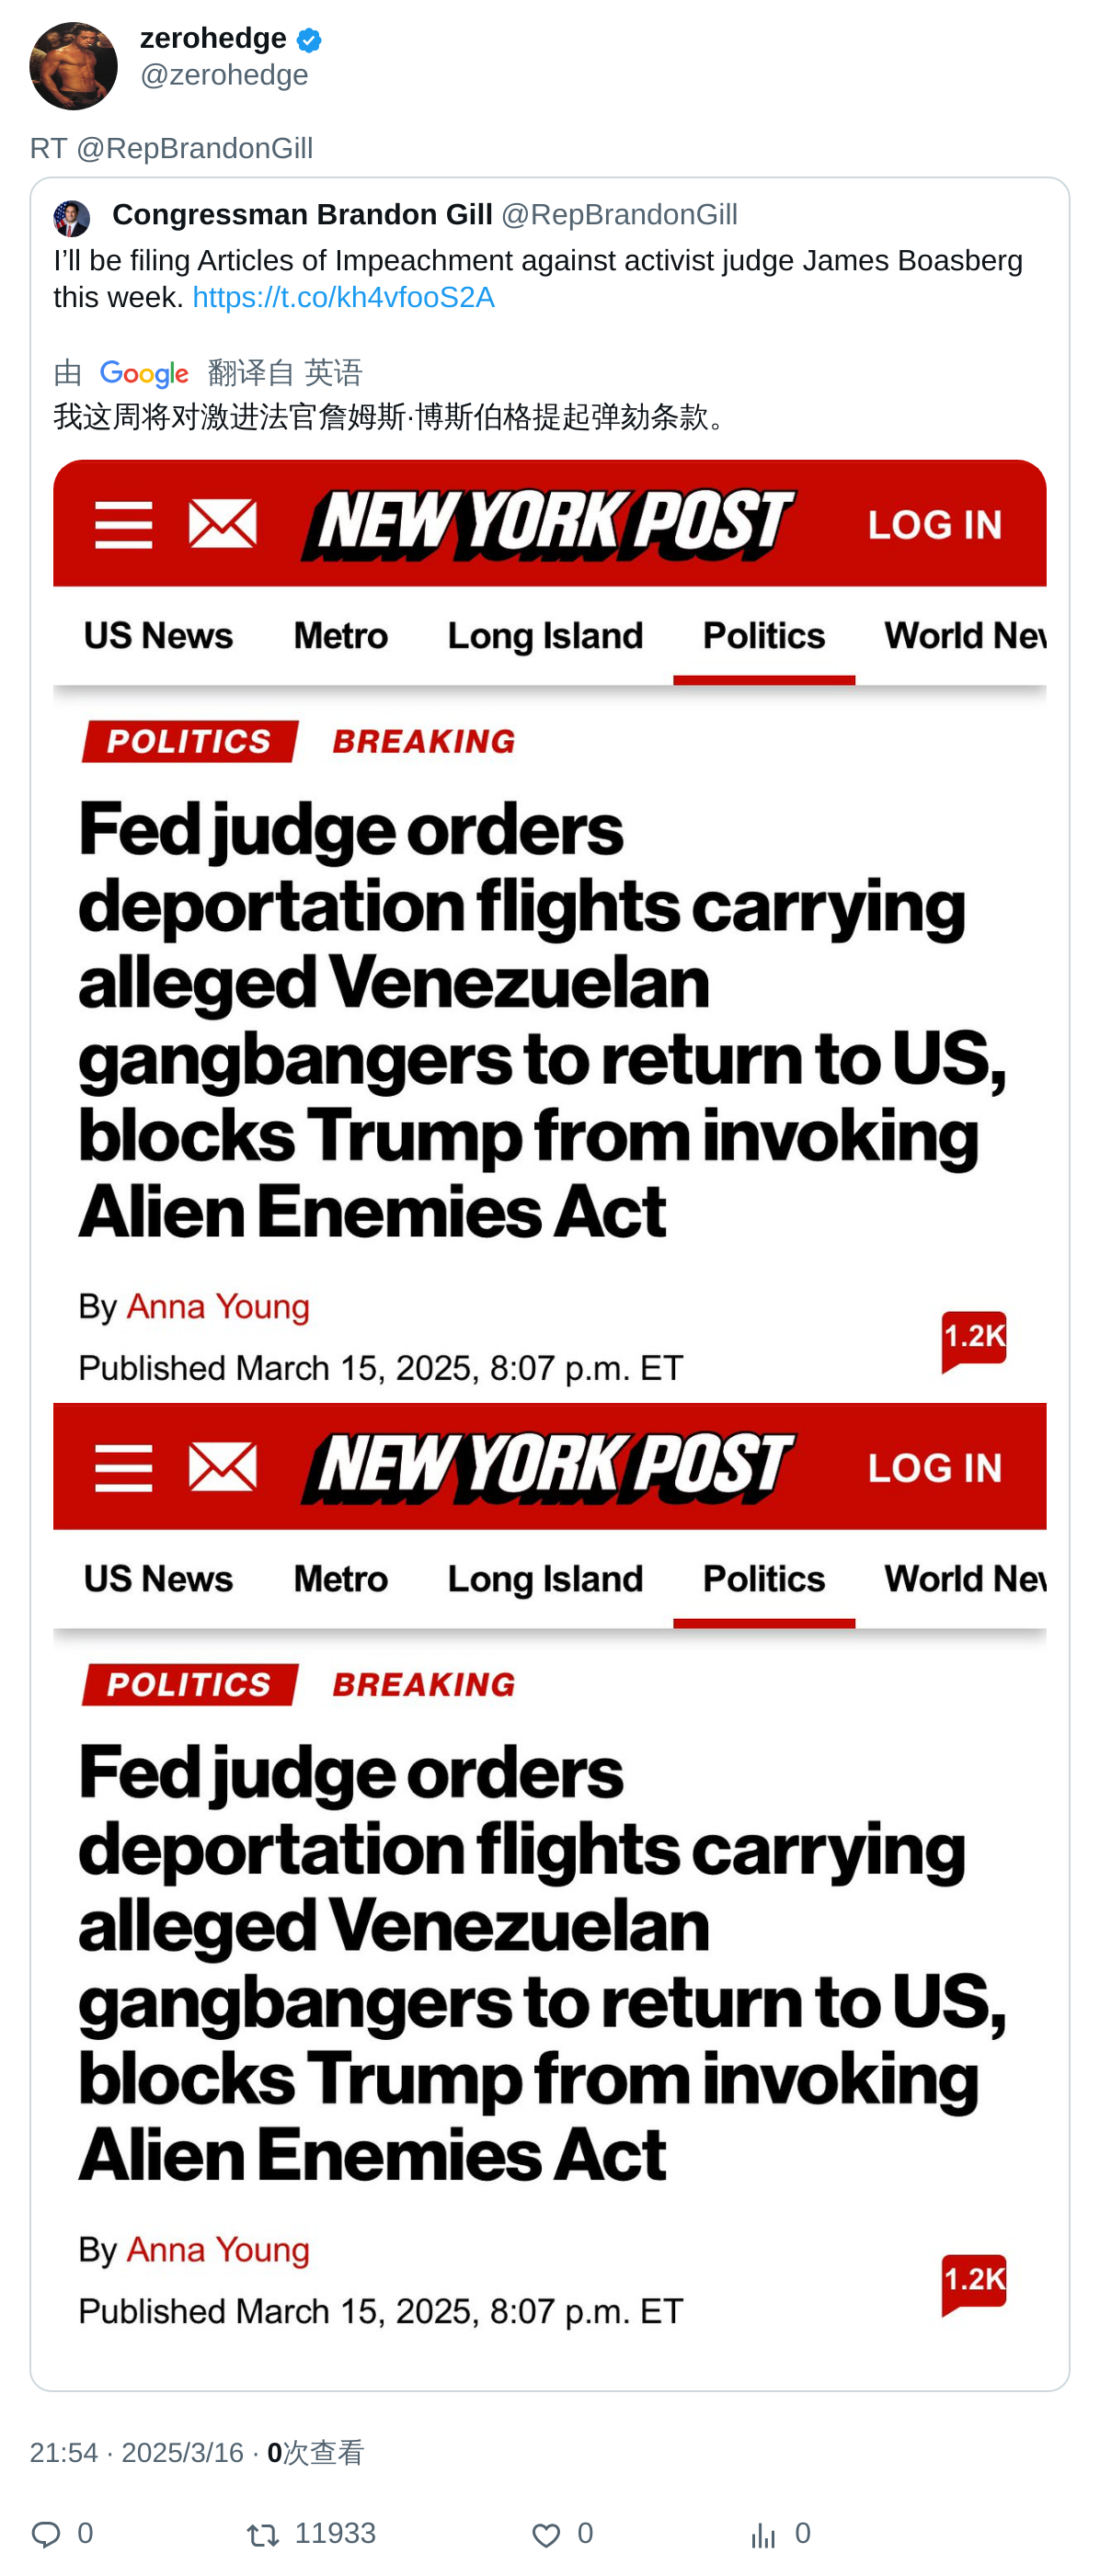 zerohedge
@zerohedge
RT @RepBrandonGill
Congressman Brandon Gill @RepBrandonGill
I’ll be filing Articles of Impeachment against activist judge James Boasberg
this week. https://t.co/kh4vfooS2A
由 Google 翻译自 英语
我这周将对激进法官詹姆斯·博斯伯格提起弹劾条款。
NEW YORK POST LOG IN
US News Metro Long Island Politics World Nev
POLITICS BREAKING
Fed judge orders
deportation flights carrying
alleged Venezuelan
gangbangers to return to US,
blocks Trump from invoking
Alien Enemies Act
By Anna Young
1.2K
Published March 15, 2025, 8:07 p.m. ET
NEW YORK POST LOG IN
US News Metro Long Island Politics World Nev
POLITICS BREAKING
Fed judge orders
deportation flights carrying
alleged Venezuelan
gangbangers to return to US,
blocks Trump from invoking
Alien Enemies Act
By Anna Young
1.2K
Published March 15, 2025, 8:07 p.m. ET
21:54 · 2025/3/16 · 0次查看
0 11933 0 0